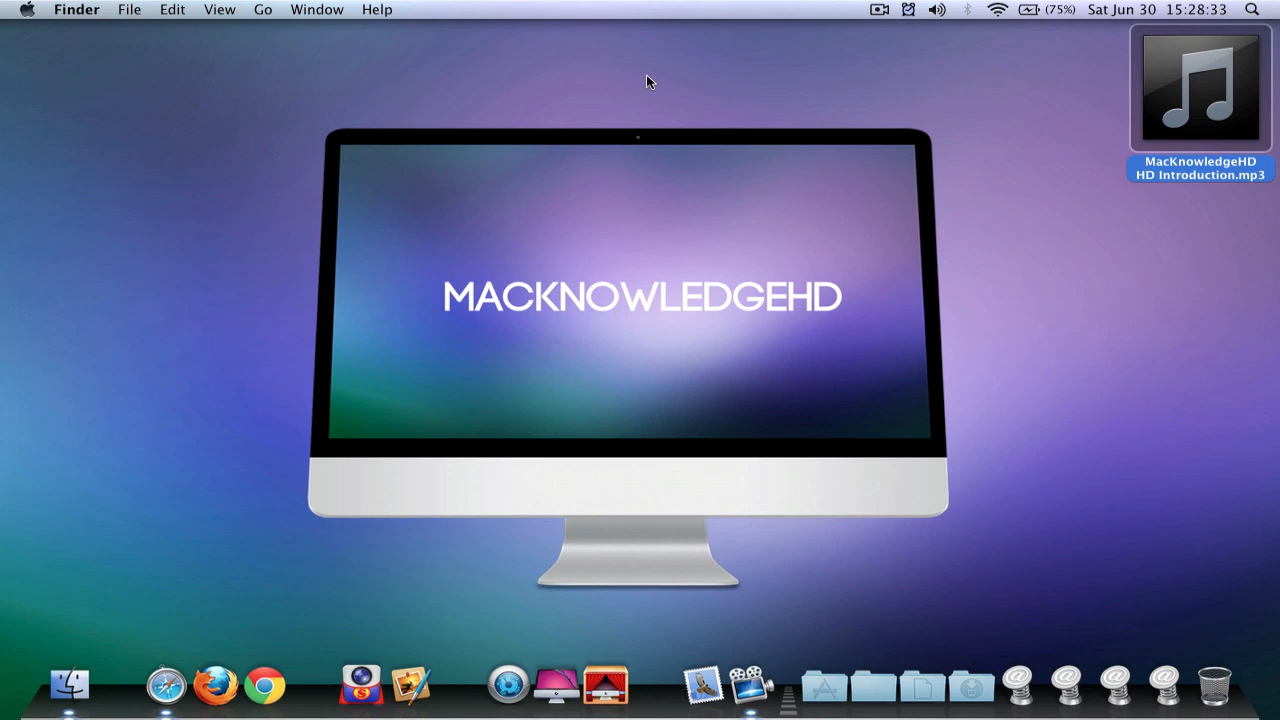 Finder File Edit View Go Window Help (75%) Sat Jun 30 15:28:33
MacKnowledgeHD
HD Introduction.mp3
MACKNOWLEDGEHD